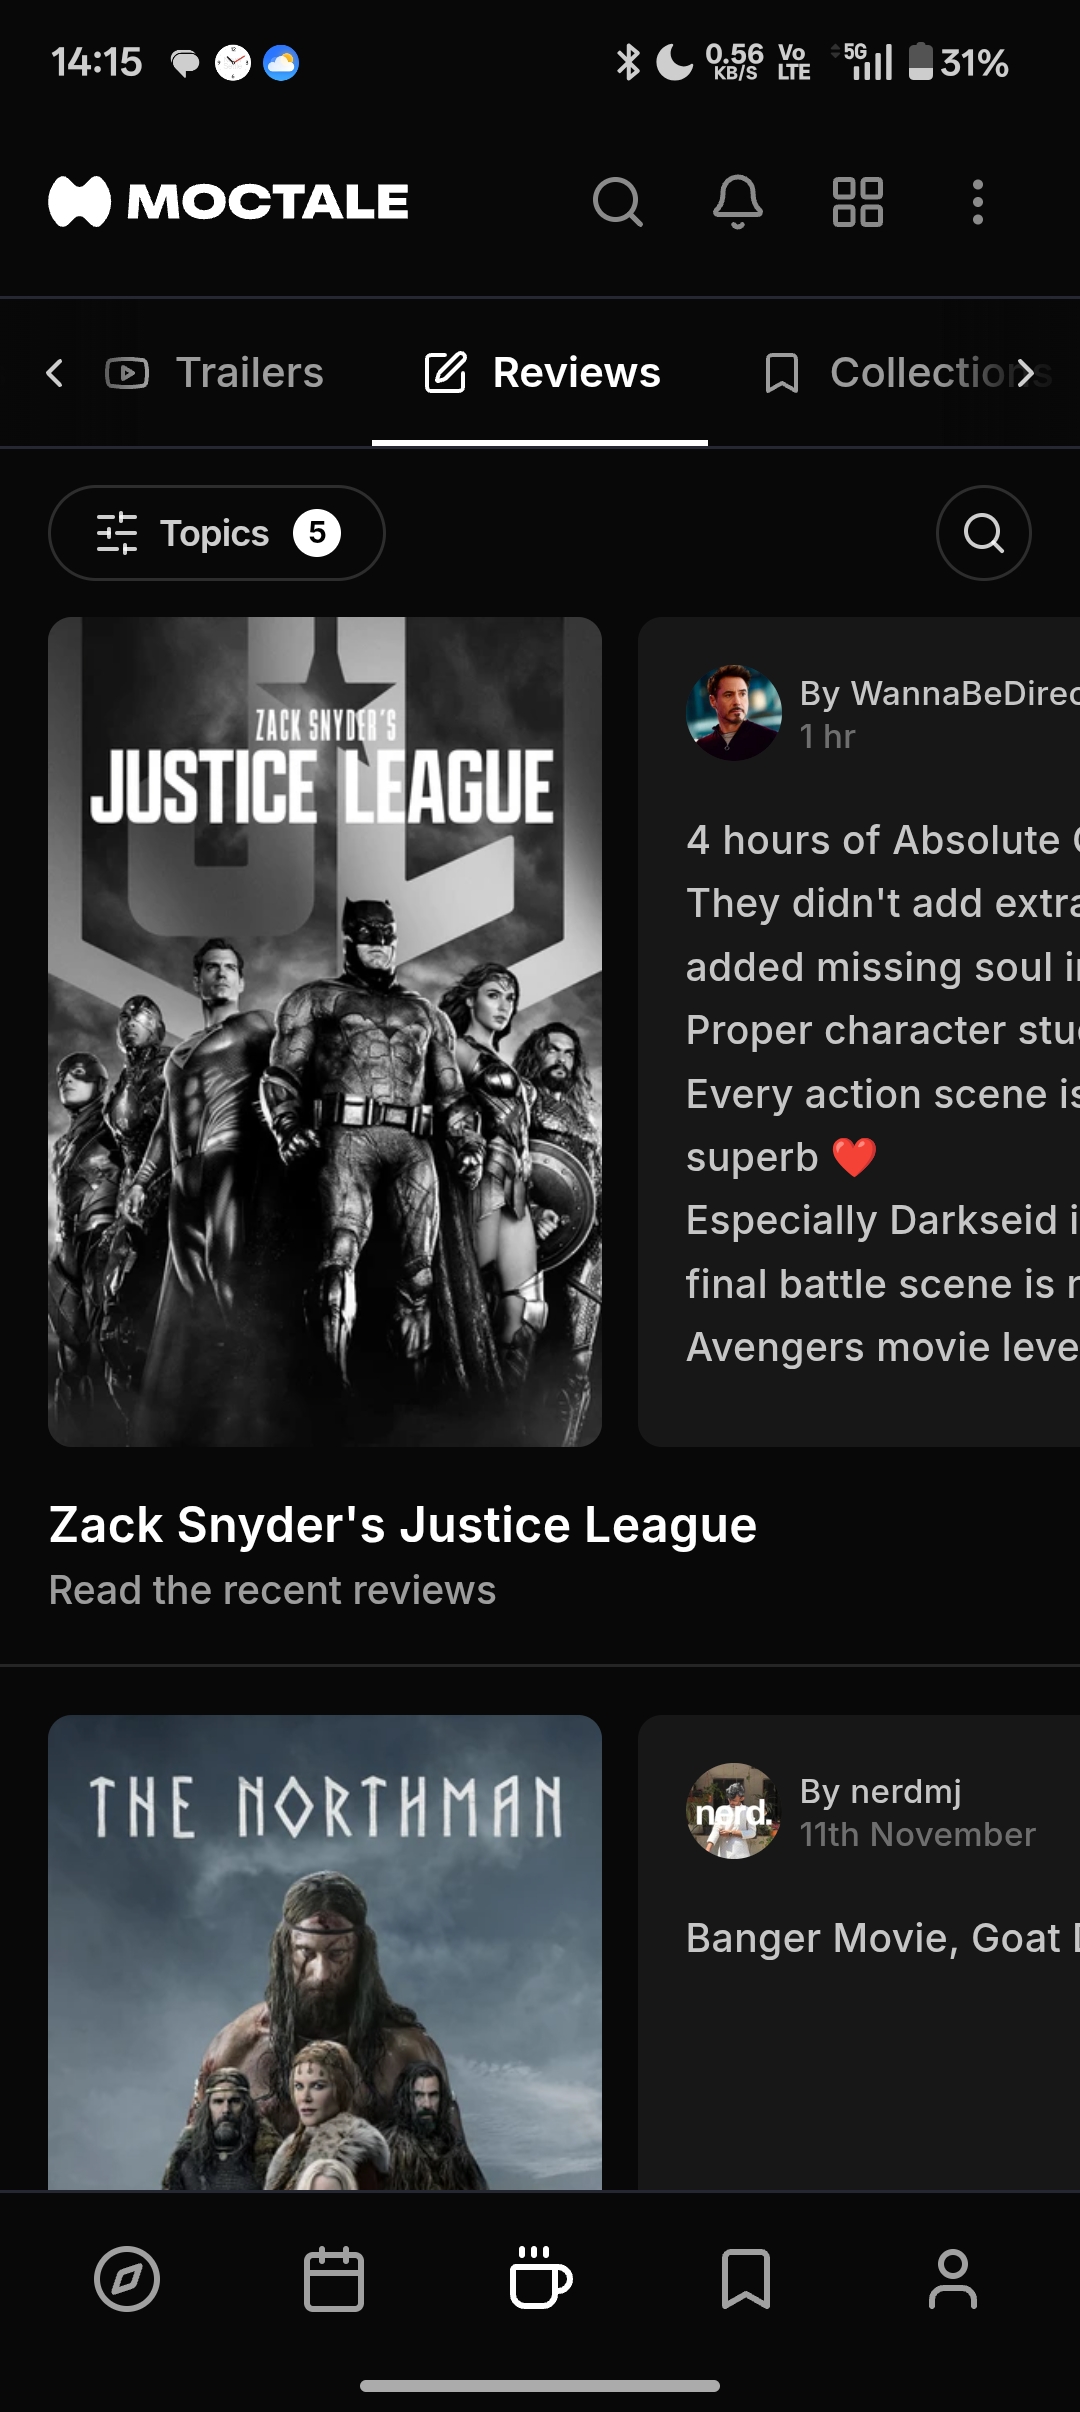 14:15
0.56 KB/S
Vo LTE
5G
31%
MOCTALE
Trailers
Reviews
Collections
Topics 5
ZACK SNYDER'S
JUSTICE LEAGUE
By WannaBeDirec
1 hr
4 hours of Absolute
They didn't add extra
added missing soul
Proper character
Every action scene is
superb ❤️
Especially Darkseid
final battle scene is
Avengers movie leve
Zack Snyder's Justice League
Read the recent reviews
THE NORTHMAN
nerd.
By nerdmj
11th November
Banger Movie, Goat